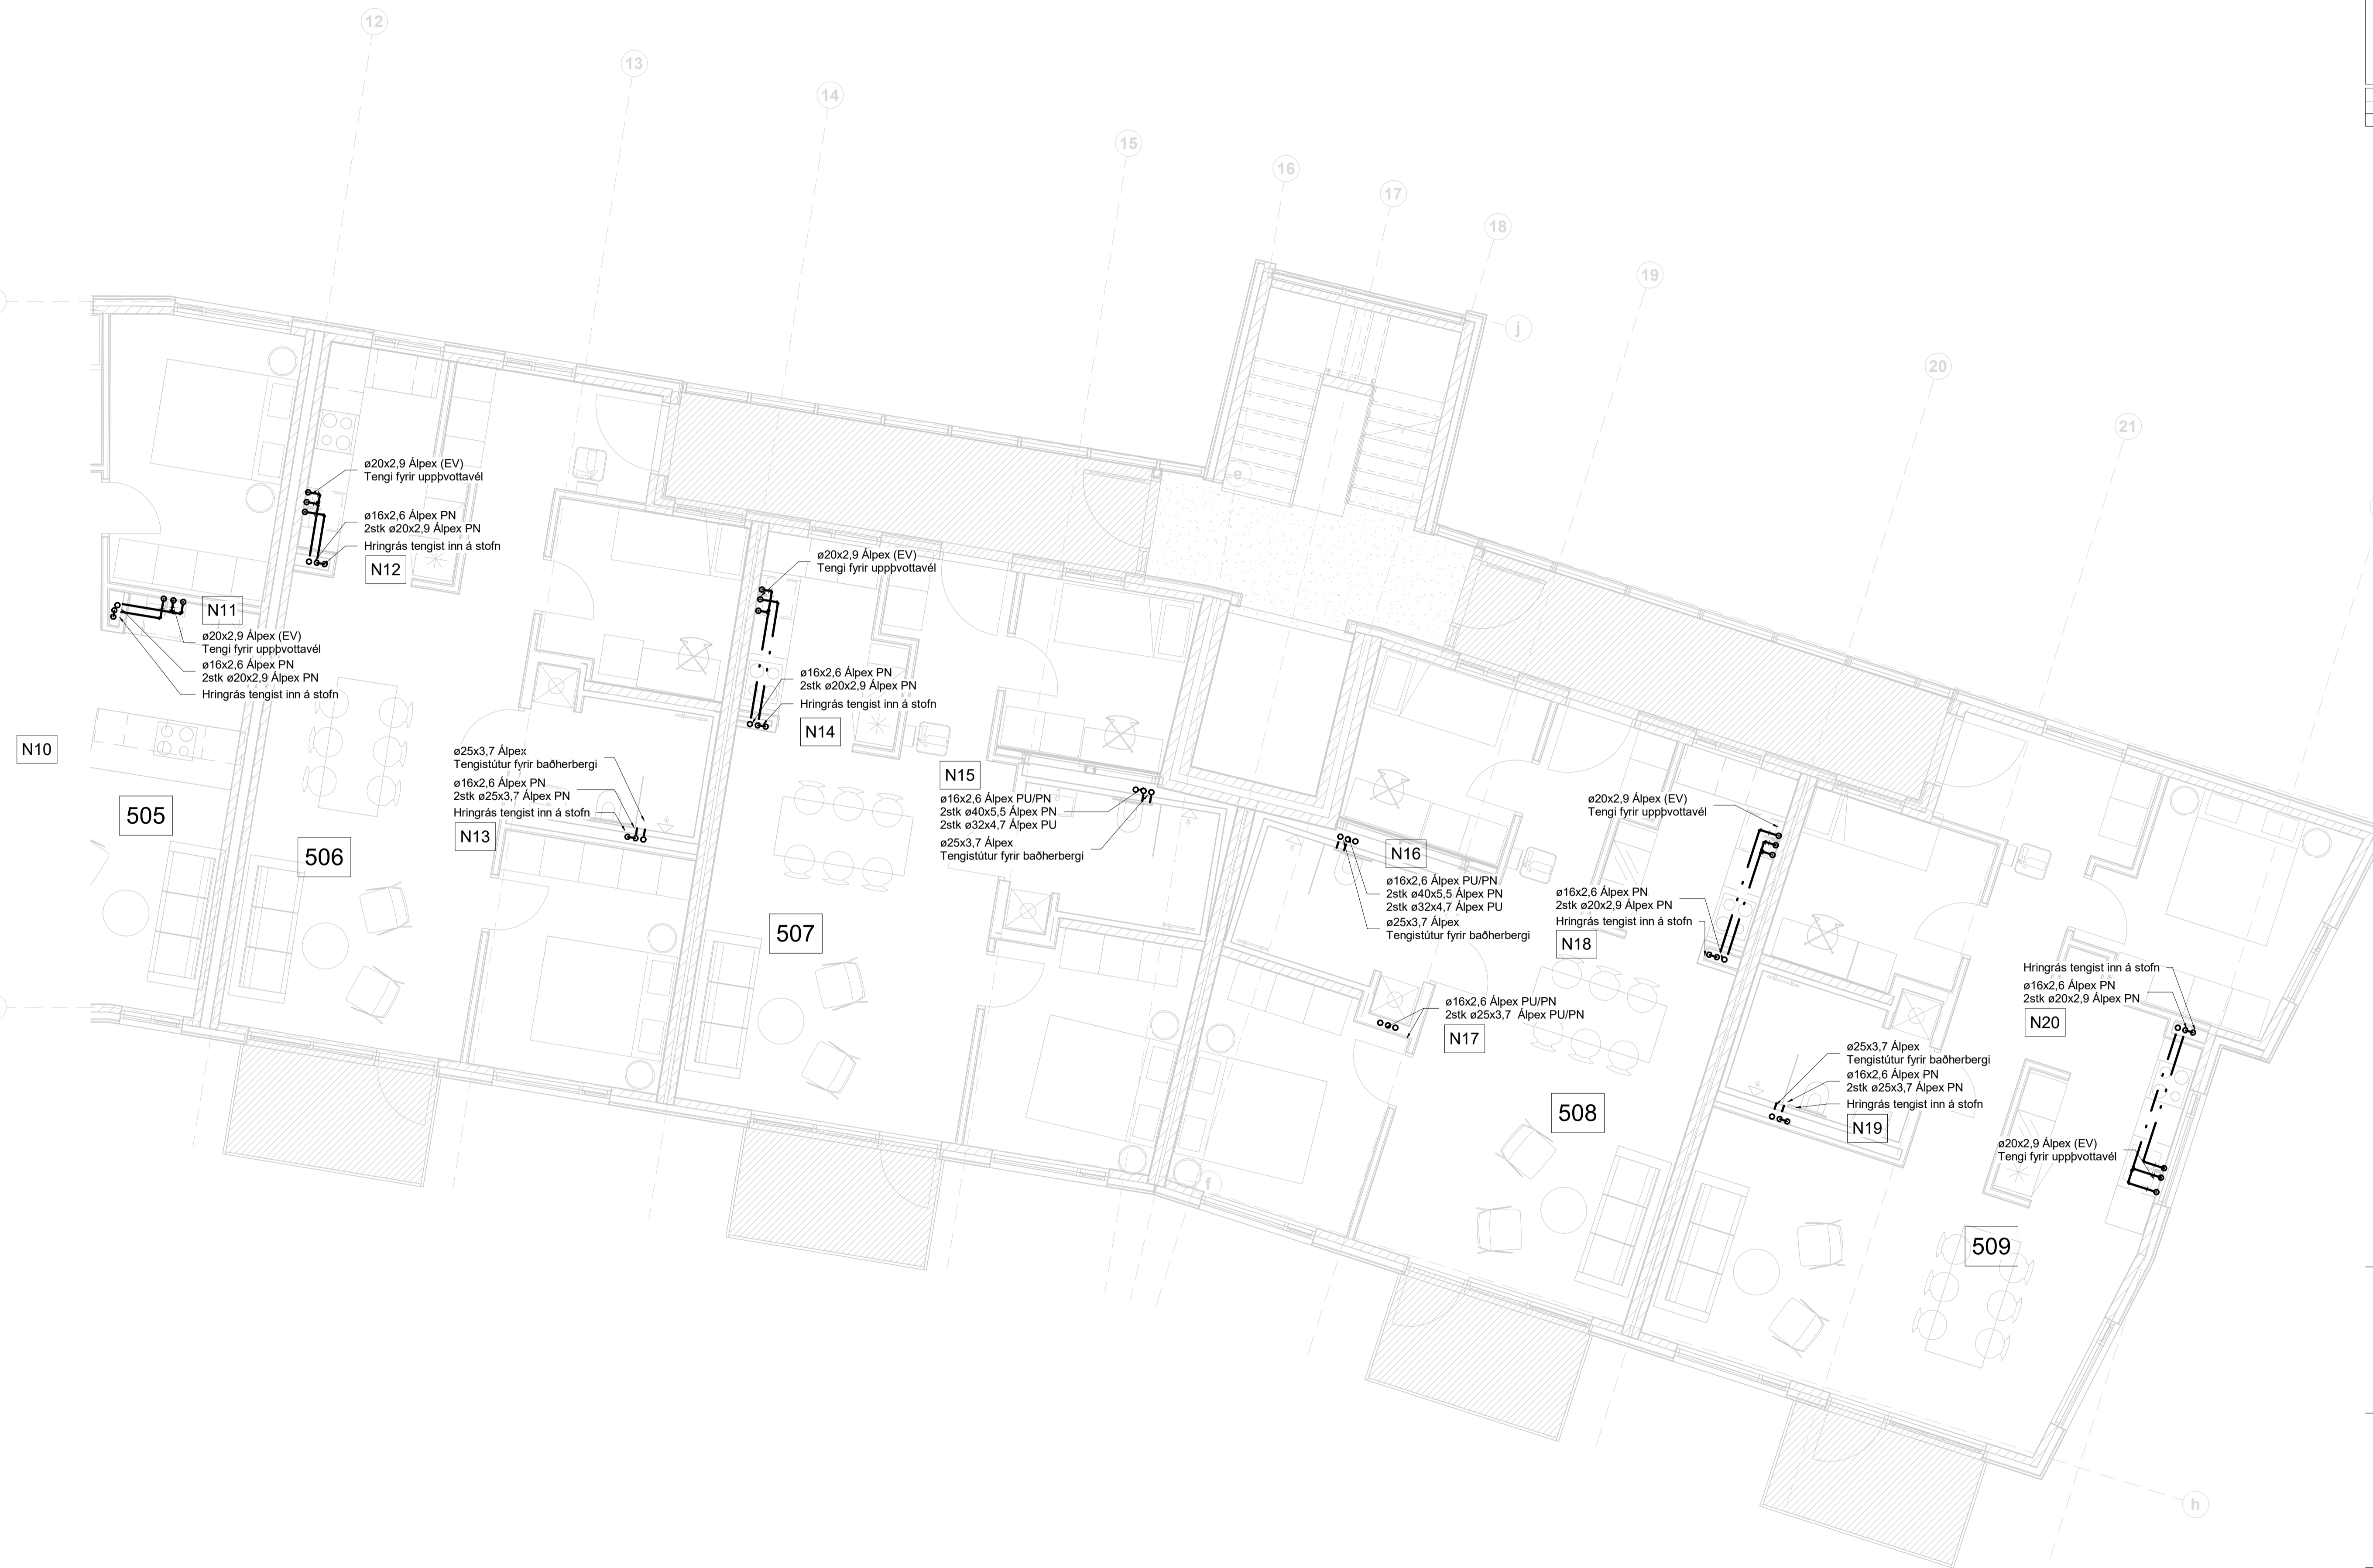 12
13
14
15
16
17
18
19
20
21
j
e
f
h
ø20x2,9 Álpex (EV)
Tengi fyrir uppþvottavél
ø16x2,6 Álpex PN
2stk ø20x2,9 Álpex PN
Hringrás tengist inn á stofn
N12
N11
ø20x2,9 Álpex (EV)
Tengi fyrir uppþvottavél
ø16x2,6 Álpex PN
2stk ø20x2,9 Álpex PN
Hringrás tengist inn á stofn
N10
505
506
ø25x3,7 Álpex
Tengistútur fyrir baðherbergi
ø16x2,6 Álpex PN
2stk ø25x3,7 Álpex PN
Hringrás tengist inn á stofn
N13
ø20x2,9 Álpex (EV)
Tengi fyrir uppþvottavél
ø16x2,6 Álpex PN
2stk ø20x2,9 Álpex PN
Hringrás tengist inn á stofn
N14
N15
ø16x2,6 Álpex PU/PN
2stk ø40x5,5 Álpex PN
2stk ø32x4,7 Álpex PU
ø25x3,7 Álpex
Tengistútur fyrir baðherbergi
507
N16
ø16x2,6 Álpex PU/PN
2stk ø40x5,5 Álpex PN
2stk ø32x4,7 Álpex PU
ø25x3,7 Álpex
Tengistútur fyrir baðherbergi
ø16x2,6 Álpex PU/PN
2stk ø25x3,7 Álpex PU/PN
N17
ø20x2,9 Álpex (EV)
Tengi fyrir uppþvottavél
ø16x2,6 Álpex PN
2stk ø20x2,9 Álpex PN
Hringrás tengist inn á stofn
N18
508
ø25x3,7 Álpex
Tengistútur fyrir baðherbergi
ø16x2,6 Álpex PN
2stk ø25x3,7 Álpex PN
Hringrás tengist inn á stofn
N19
Hringrás tengist inn á stofn
ø16x2,6 Álpex PN
2stk ø20x2,9 Álpex PN
N20
ø20x2,9 Álpex (EV)
Tengi fyrir uppþvottavél
509